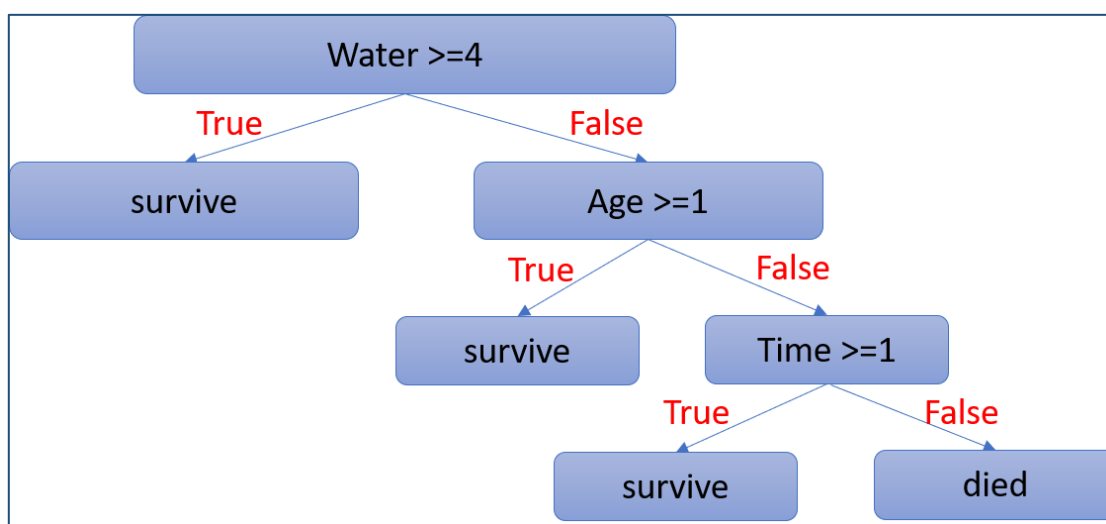 Water >=4
True
False
survive
Age >=1
True
False
survive
Time >=1
True
False
survive
died